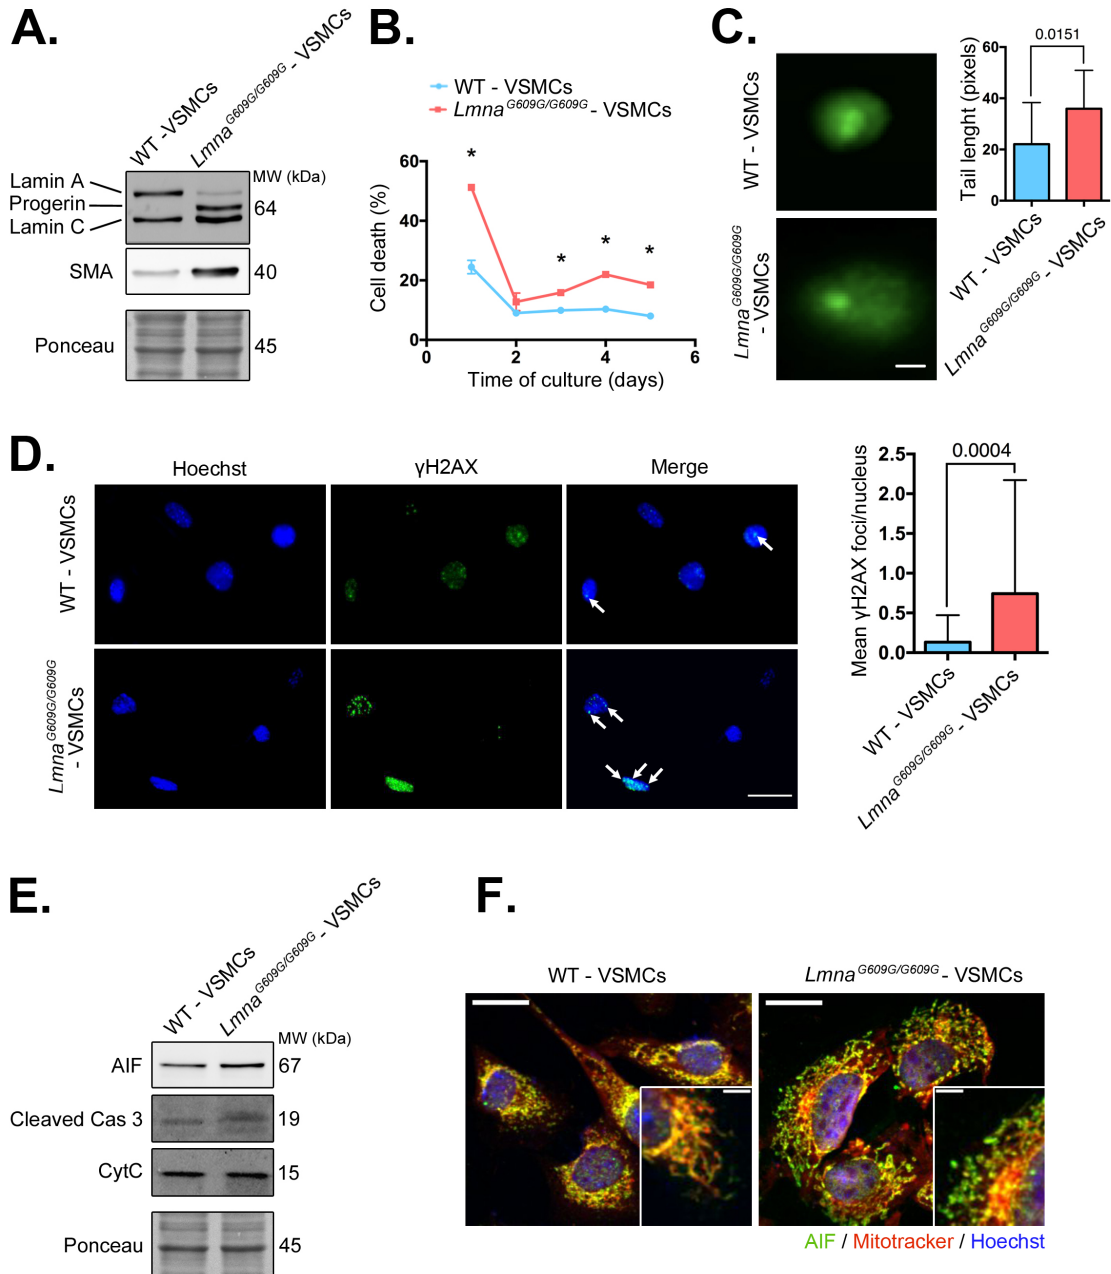 A.
WT -VSMCs
Lmna G609G/G609G - VSMCs
MW (kDa)
Lamin A
Progerin
Lamin C
64
SMA
40
Ponceau
45
B.
WT - VSMCs
Lmna G609G/G609G - VSMCs
Cell death (%)
60
40
20
0
*
*
*
*
0
2
4
6
Time of culture (days)
C.
WT - VSMCs
Lmna G609G/G609G
- VSMCs
0.0151
Tail lenght (pixels)
60
40
20
0
WT - VSMCs
Lmna G609G/G609G - VSMCs
D.
Hoechst
γH2AX
Merge
WT - VSMCs
Lmna G609G/G609G
- VSMCs
0.0004
Mean γH2AX foci/nucleus
2.5
2.0
1.5
1.0
0.5
0.0
WT - VSMCs
Lmna G609G/G609G - VSMCs
E.
WT - VSMCs
Lmna G609G/G609G - VSMCs
MW (kDa)
AIF
67
Cleaved Cas 3
19
CytC
15
Ponceau
45
F.
WT - VSMCs
Lmna G609G/G609G - VSMCs
AIF / Mitotracker / Hoechst